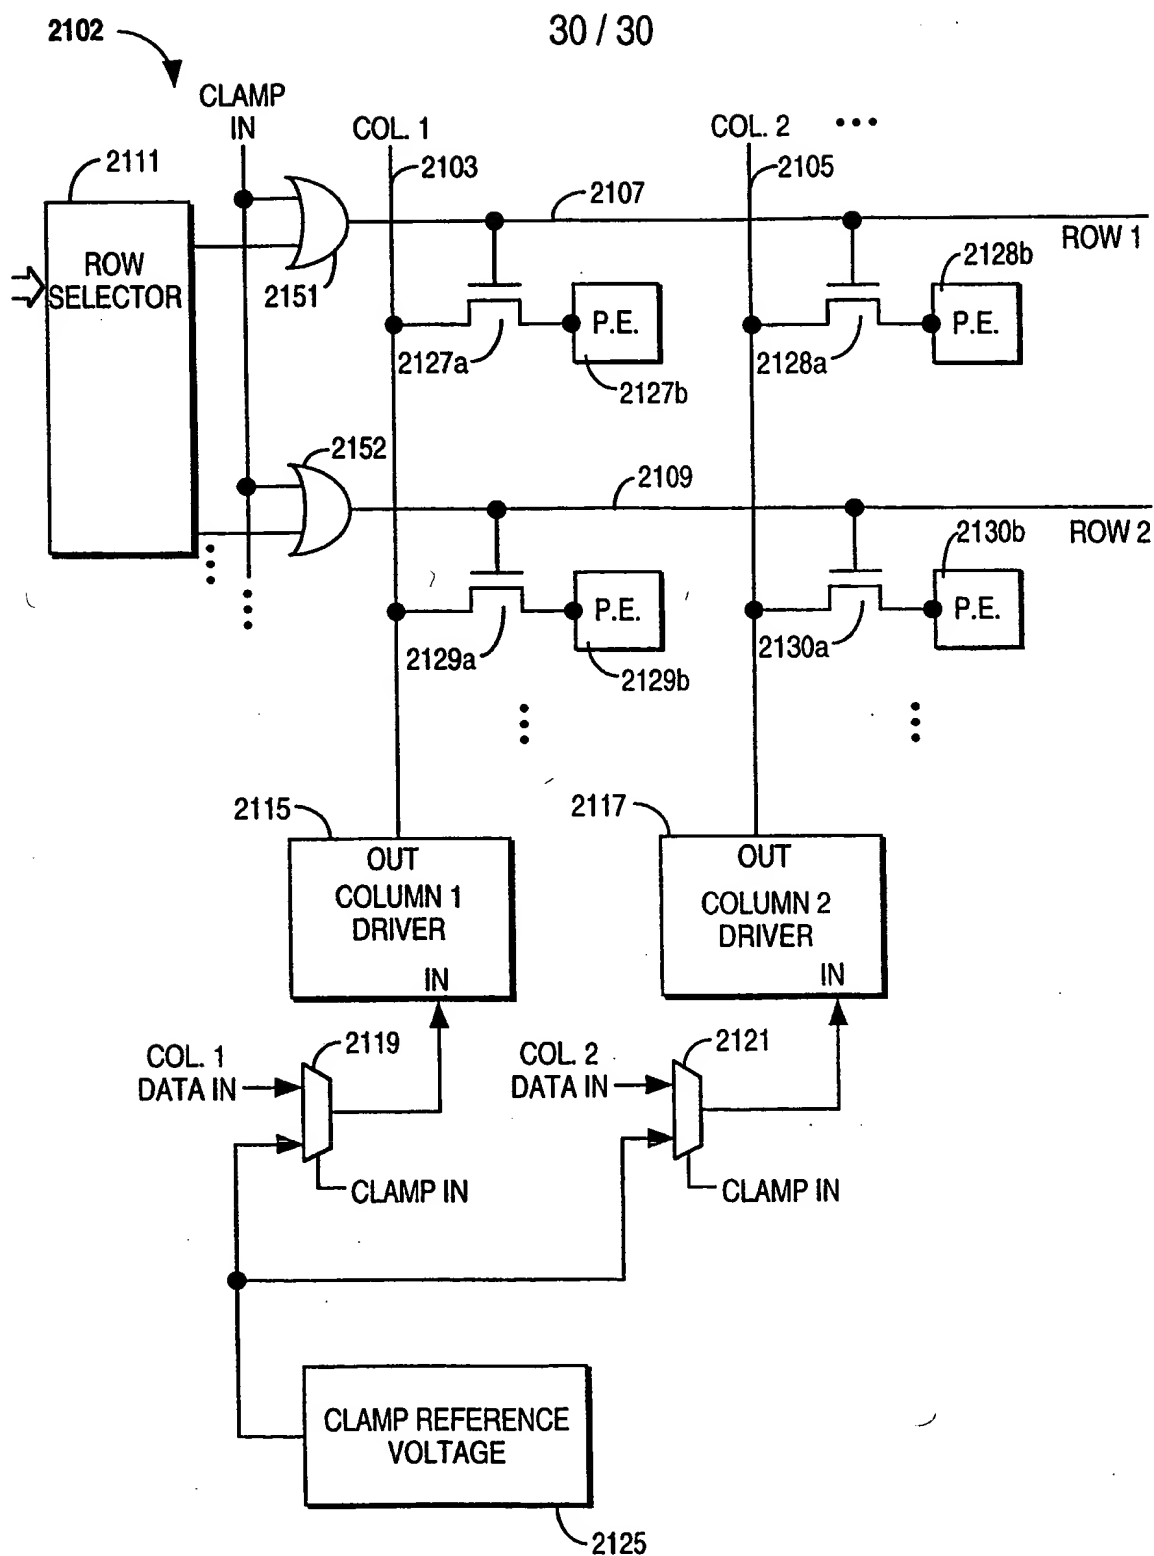 30 / 30
2102
CLAMP
IN
COL. 1
COL. 2
2111
2103
2105
2107
ROW
SELECTOR
ROW 1
2151
2128b
P.E.
P.E.
2127a
2128a
2127b
2152
2109
ROW 2
2130b
P.E.
P.E.
2129a
2130a
2129b
2115
2117
OUT
COLUMN 1
DRIVER
IN
OUT
COLUMN 2
DRIVER
IN
2119
2121
COL. 1
DATA IN
COL. 2
DATA IN
CLAMP IN
CLAMP IN
CLAMP REFERENCE
VOLTAGE
2125